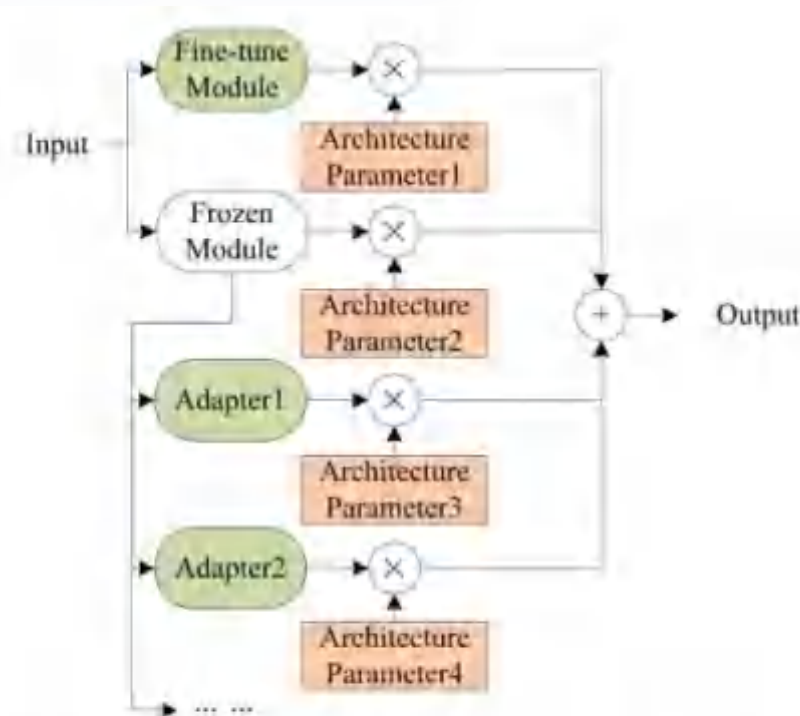 Fine-tune
Module
×
Architecture
Parameter1
Input
Frozen
Module
×
Architecture
Parameter2
+
Output
Adapter1
×
Architecture
Parameter3
Adapter2
×
Architecture
Parameter4
... ...